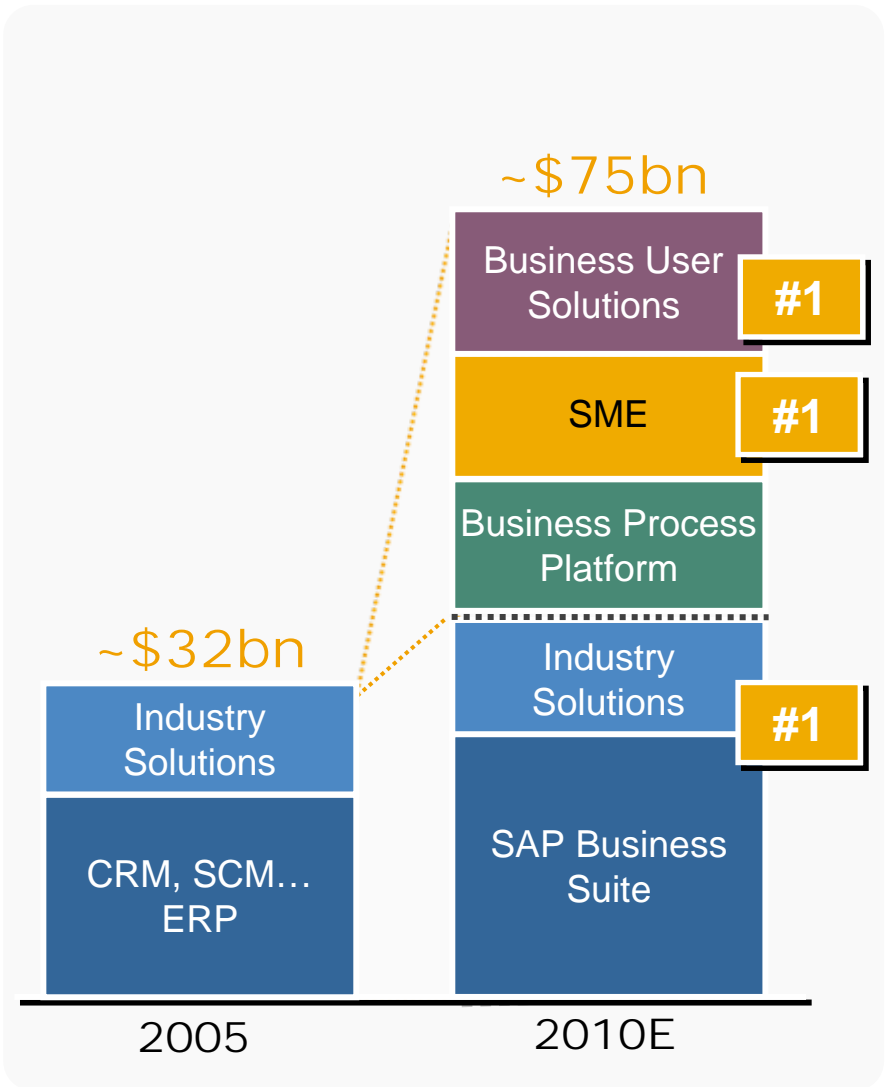 ~$75bn
Business User
Solutions
#1
SME
#1
Business Process
Platform
~$32bn
Industry
Solutions
#1
Industry
Solutions
SAP Business
Suite
CRM, SCM…
ERP
2005
2010E